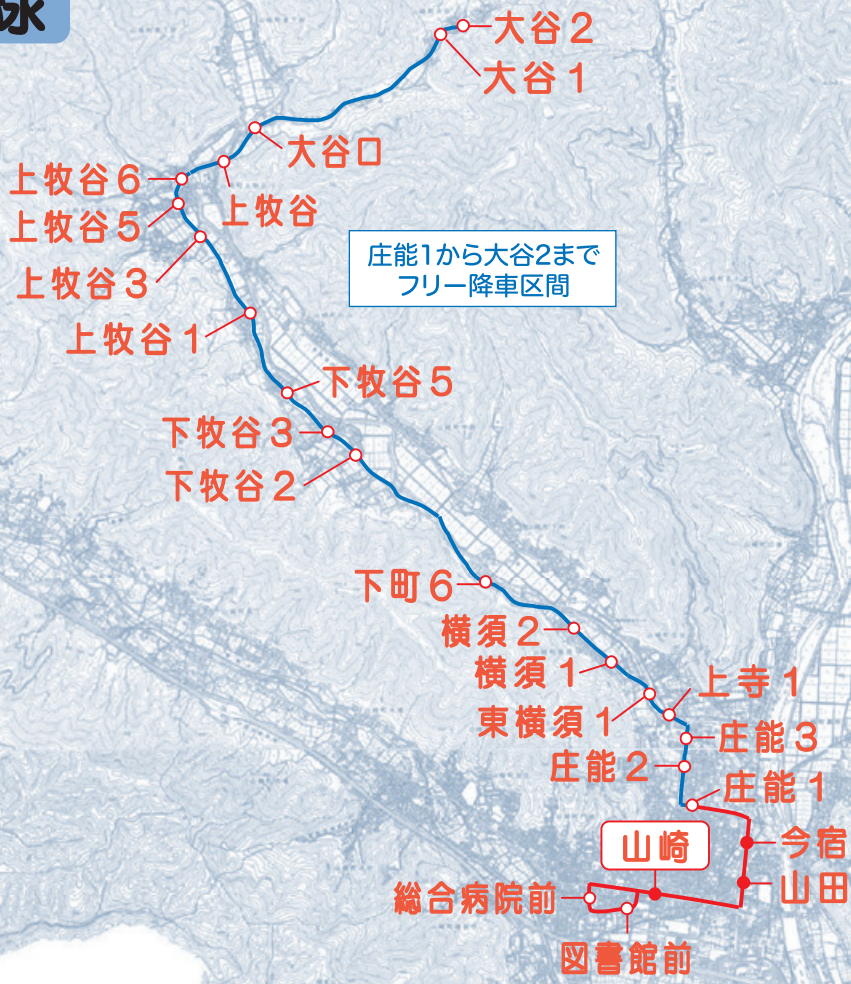 大谷2
大谷1
大谷口
上牧谷6
上牧谷
上牧谷5
上牧谷3
庄能1から大谷2まで
フリー降車区間
上牧谷1
下牧谷5
下牧谷3
下牧谷2
下町6
横須2
横須1
上寺1
東横須1
庄能3
庄能2
庄能1
山崎
今宿
山田
総合病院前
図書館前